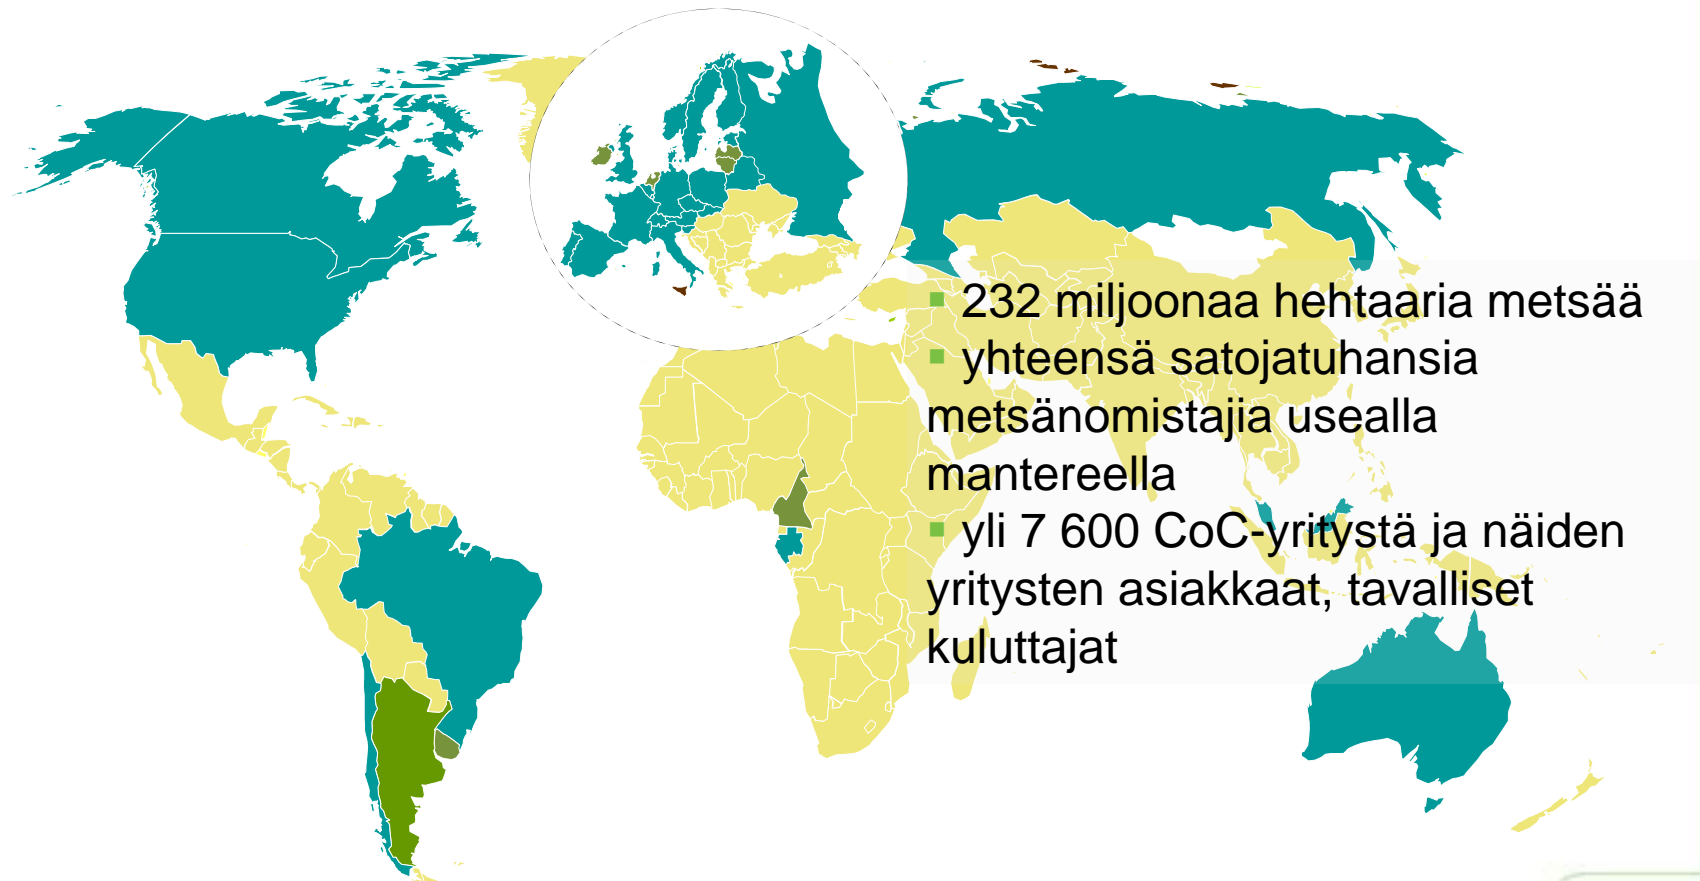 ▪ 232 miljoonaa hehtaaria metsää
▪ yhteensä satojatuhansia
metsänomistajia usealla
mantereella
▪ yli 7 600 CoC-yritystä ja näiden
yritysten asiakkaat, tavalliset
kuluttajat